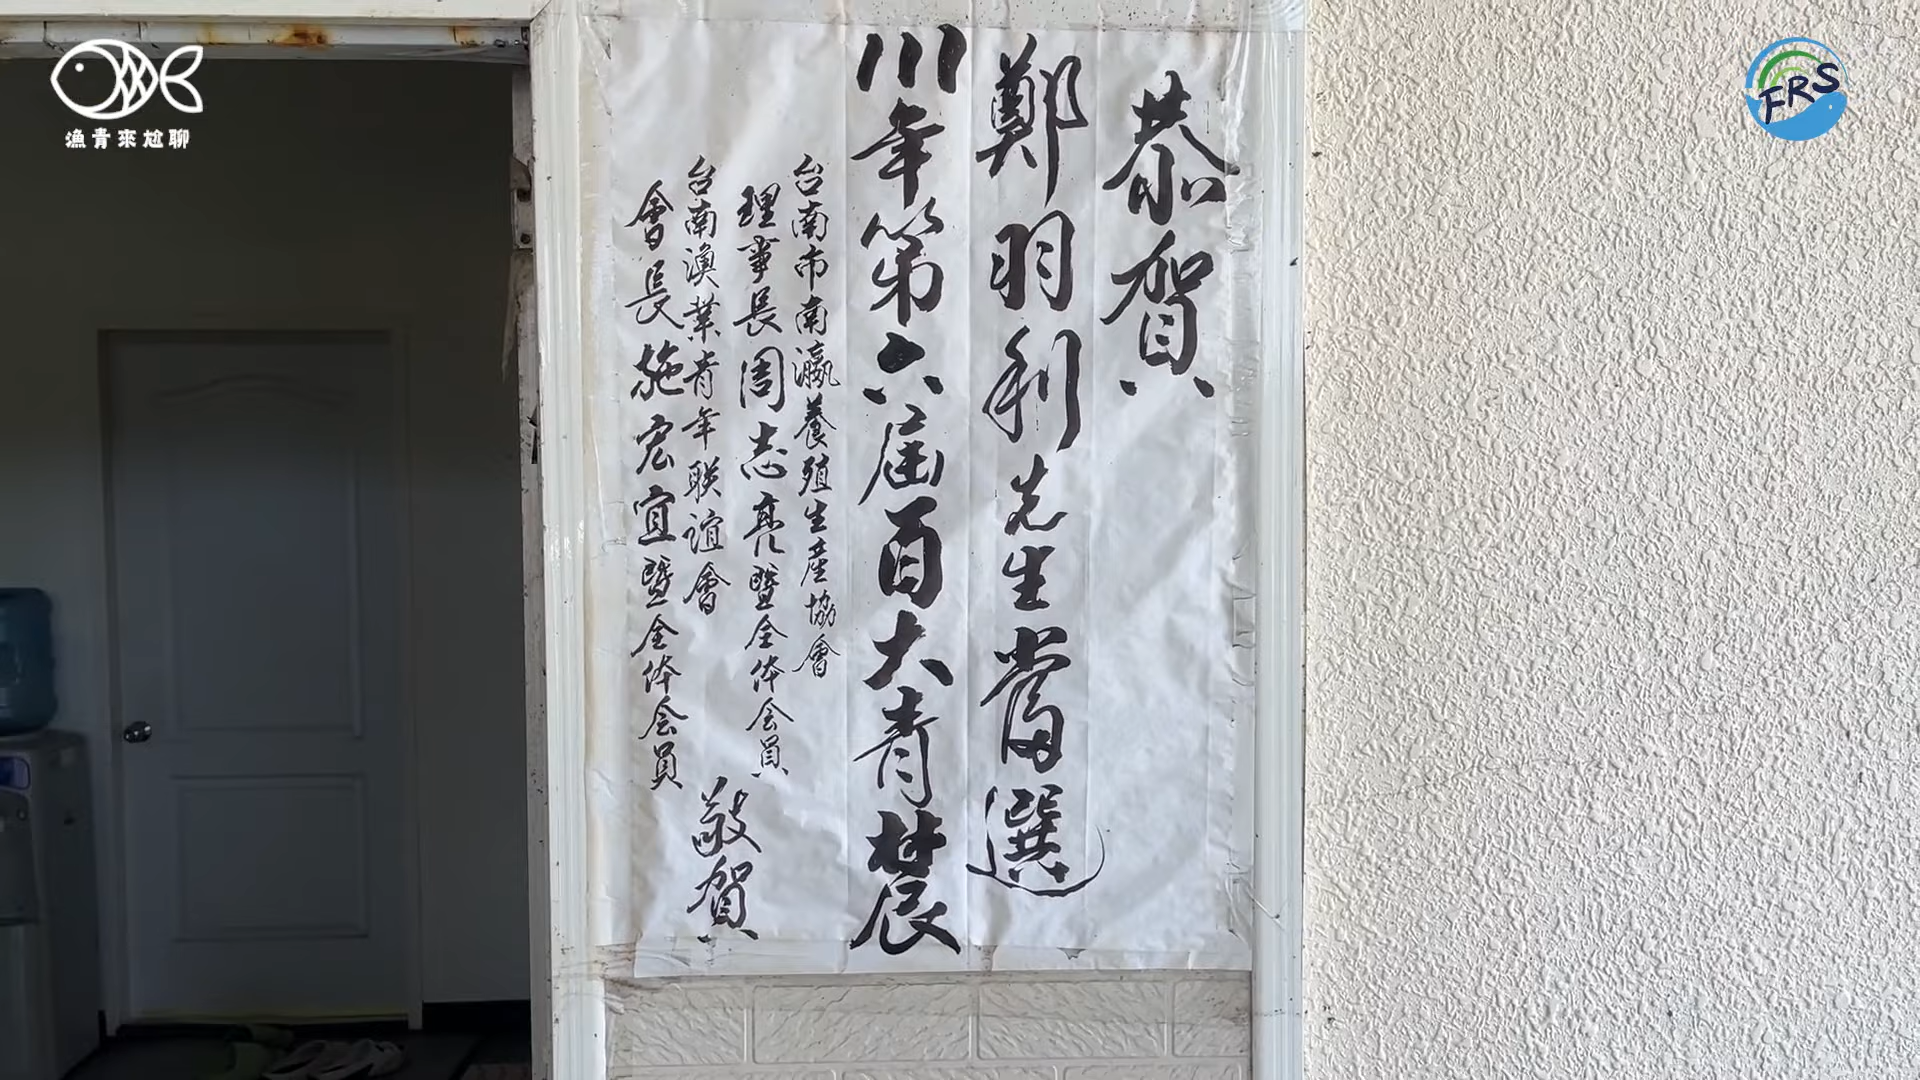 恭賀
鄭羽利先生當選
111年第六屆百大青農
台南市南瀛養殖生產協會
理事長周志亮暨全体会員
台南漁業青年联誼會
會長施宏宜暨全体会員
敬賀
漁青來尬聊
FRS